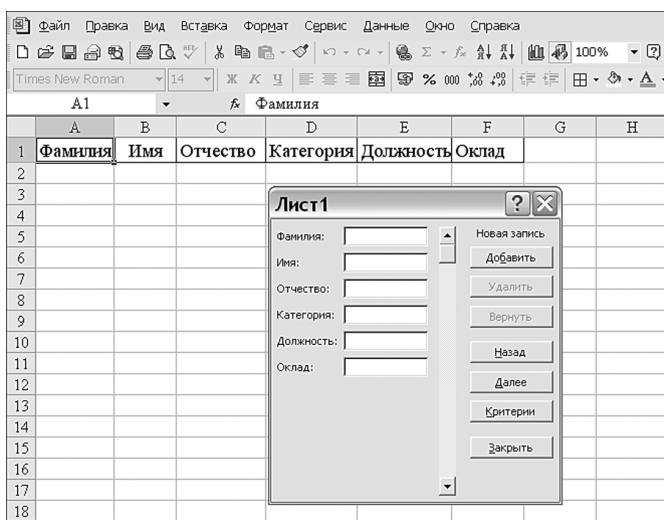 Файл Правка Вид Вставка Формат Сервис Данные Окно Справка
100%
Times New Roman 14 Ж К Ч % 000
A1 fx Фамилия
A B C D E F G H
1 Фамилия Имя Отчество Категория Должность Оклад
2
3
4
5
6
7
8
9
10
11
12
13
14
15
16
17
18
Лист1 ? X
Фамилия: Новая запись
Имя: Добавить
Отчество: Удалить
Категория: Вернуть
Должность: Назад
Оклад: Далее
Критерии
Закрыть